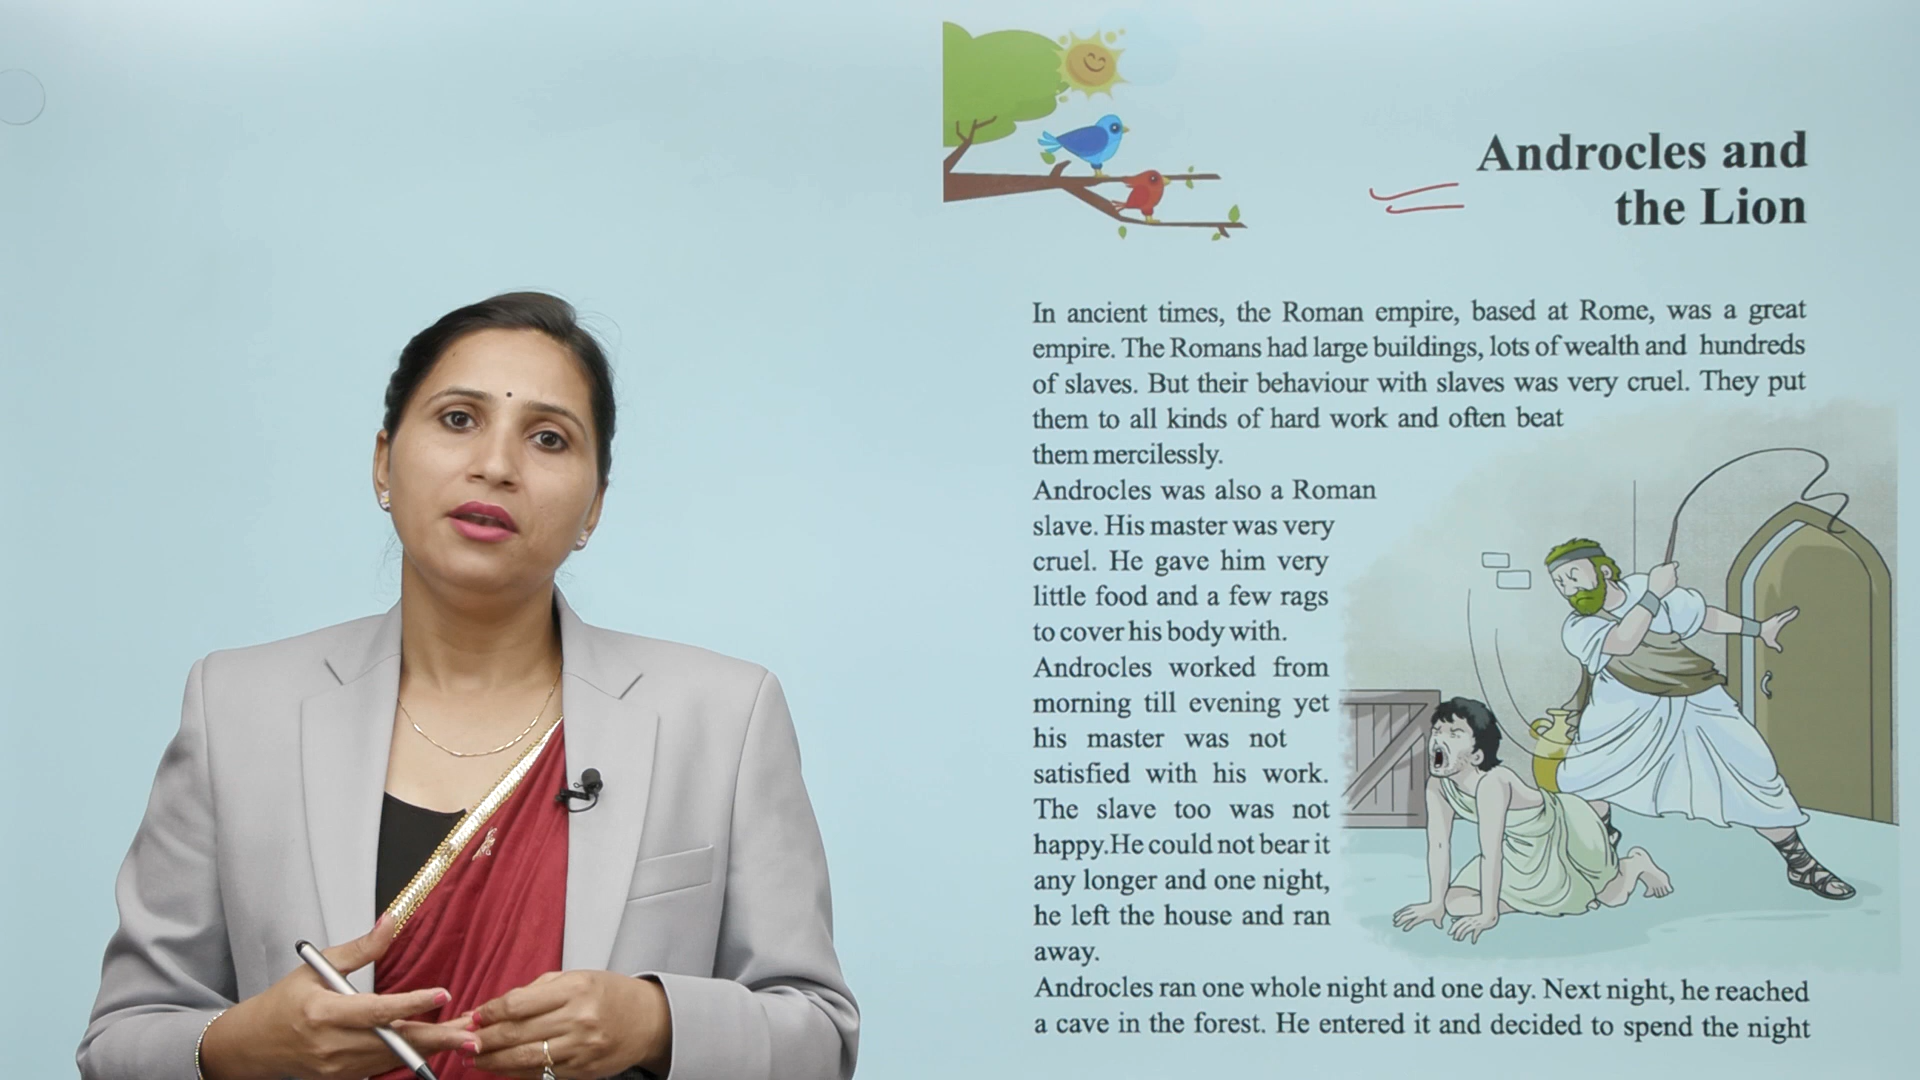 Androcles and
the Lion
In ancient times, the Roman empire, based at Rome, was a great
empire. The Romans had large buildings, lots of wealth and hundreds
of slaves. But their behaviour with slaves was very cruel. They put
them to all kinds of hard work and often beat
them mercilessly.
Androcles was also a Roman
slave. His master was very
cruel. He gave him very
little food and a few rags
to cover his body with.
Androcles worked from
morning till evening yet
his master was not
satisfied with his work.
The slave too was not
happy.He could not bear it
any longer and one night,
he left the house and ran
away.
Androcles ran one whole night and one day. Next night, he reached
a cave in the forest. He entered it and decided to spend the night